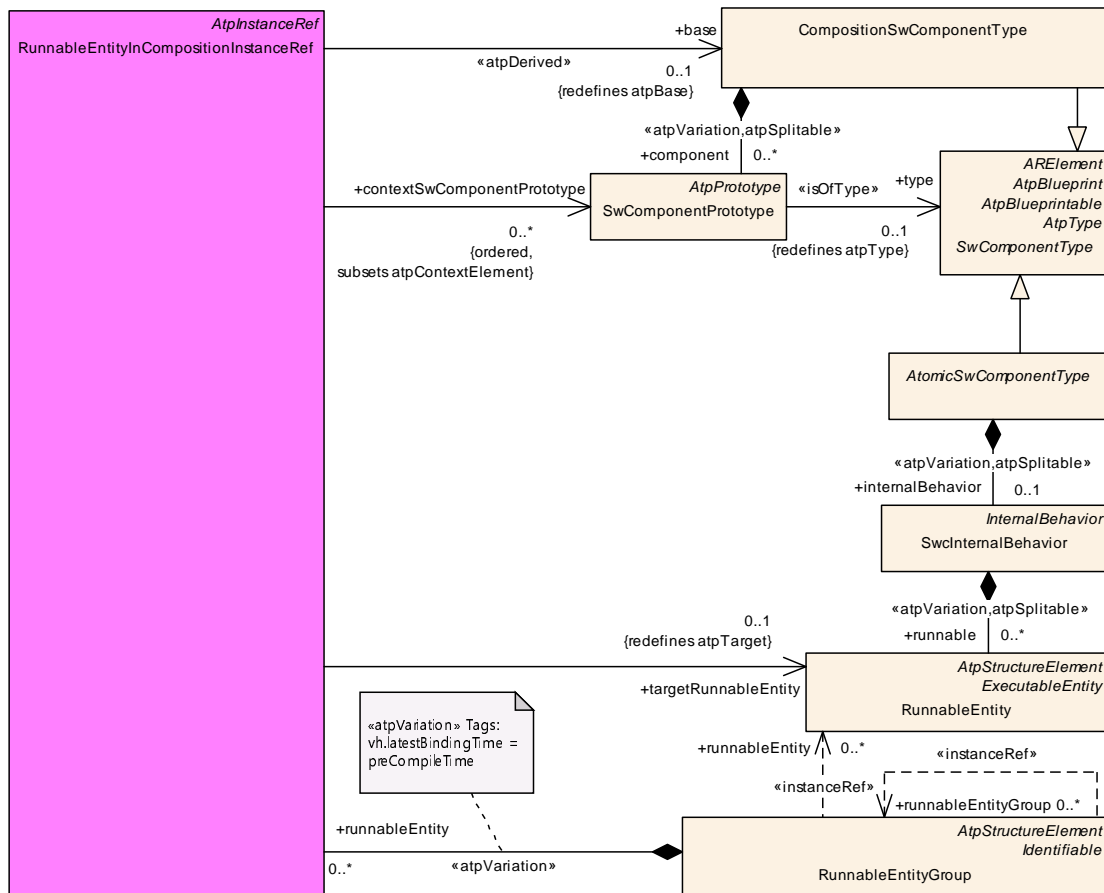 AtpInstanceRef
RunnableEntityInCompositionInstanceRef
+base
«atpDerived»
0..1
{redefines atpBase}
CompositionSwComponentType
«atpVariation,atpSplitable»
+component
0..*
+contextSwComponentPrototype
0..*
{ordered,
subsets atpContextElement}
AtpPrototype
SwComponentPrototype
«isOfType»
+type
0..1
{redefines atpType}
ARElement
AtpBlueprint
AtpBlueprintable
AtpType
SwComponentType
AtomicSwComponentType
«atpVariation,atpSplitable»
+internalBehavior
0..1
InternalBehavior
SwcInternalBehavior
«atpVariation,atpSplitable»
+runnable
0..*
0..1
{redefines atpTarget}
+targetRunnableEntity
AtpStructureElement
ExecutableEntity
RunnableEntity
«atpVariation» Tags:
vh.latestBindingTime =
preCompileTime
+runnableEntity
0..*
«instanceRef»
«instanceRef»
+runnableEntityGroup 0..*
+runnableEntity
0..*
«atpVariation»
AtpStructureElement
Identifiable
RunnableEntityGroup